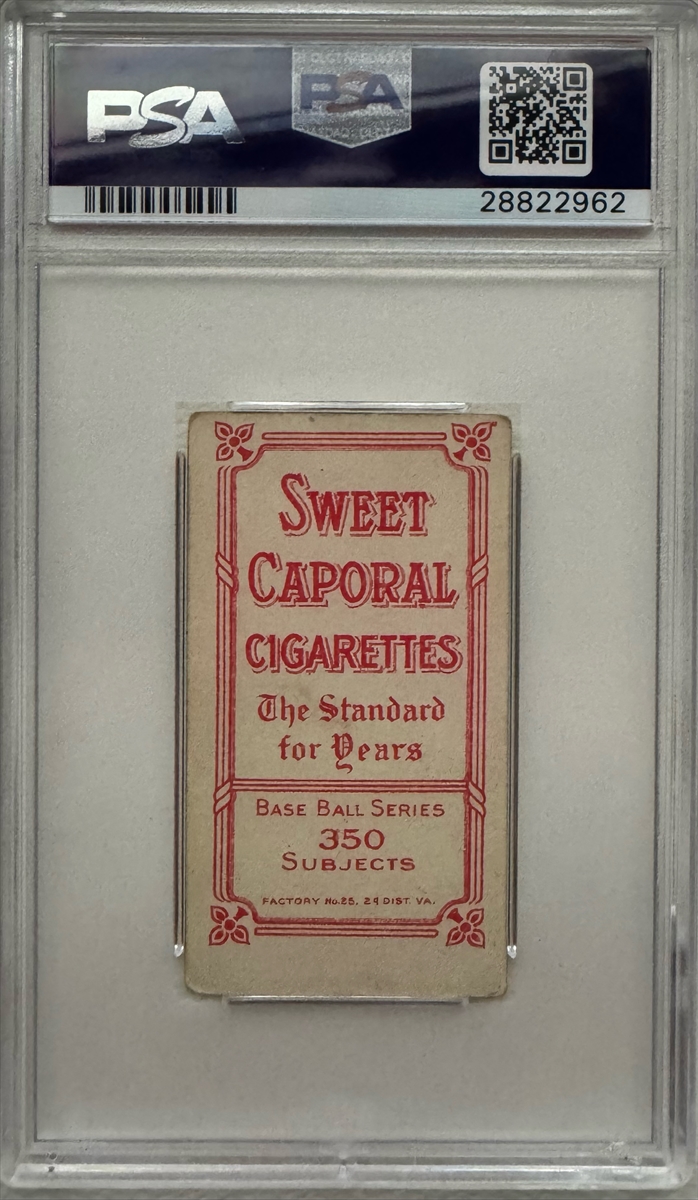 PSA
PSA
28822962
SWEET
CAPORAL
CIGARETTES
The Standard
for Years
BASE BALL SERIES
350
SUBJECTS
FACTORY No. 25, 2d DIST. VA.